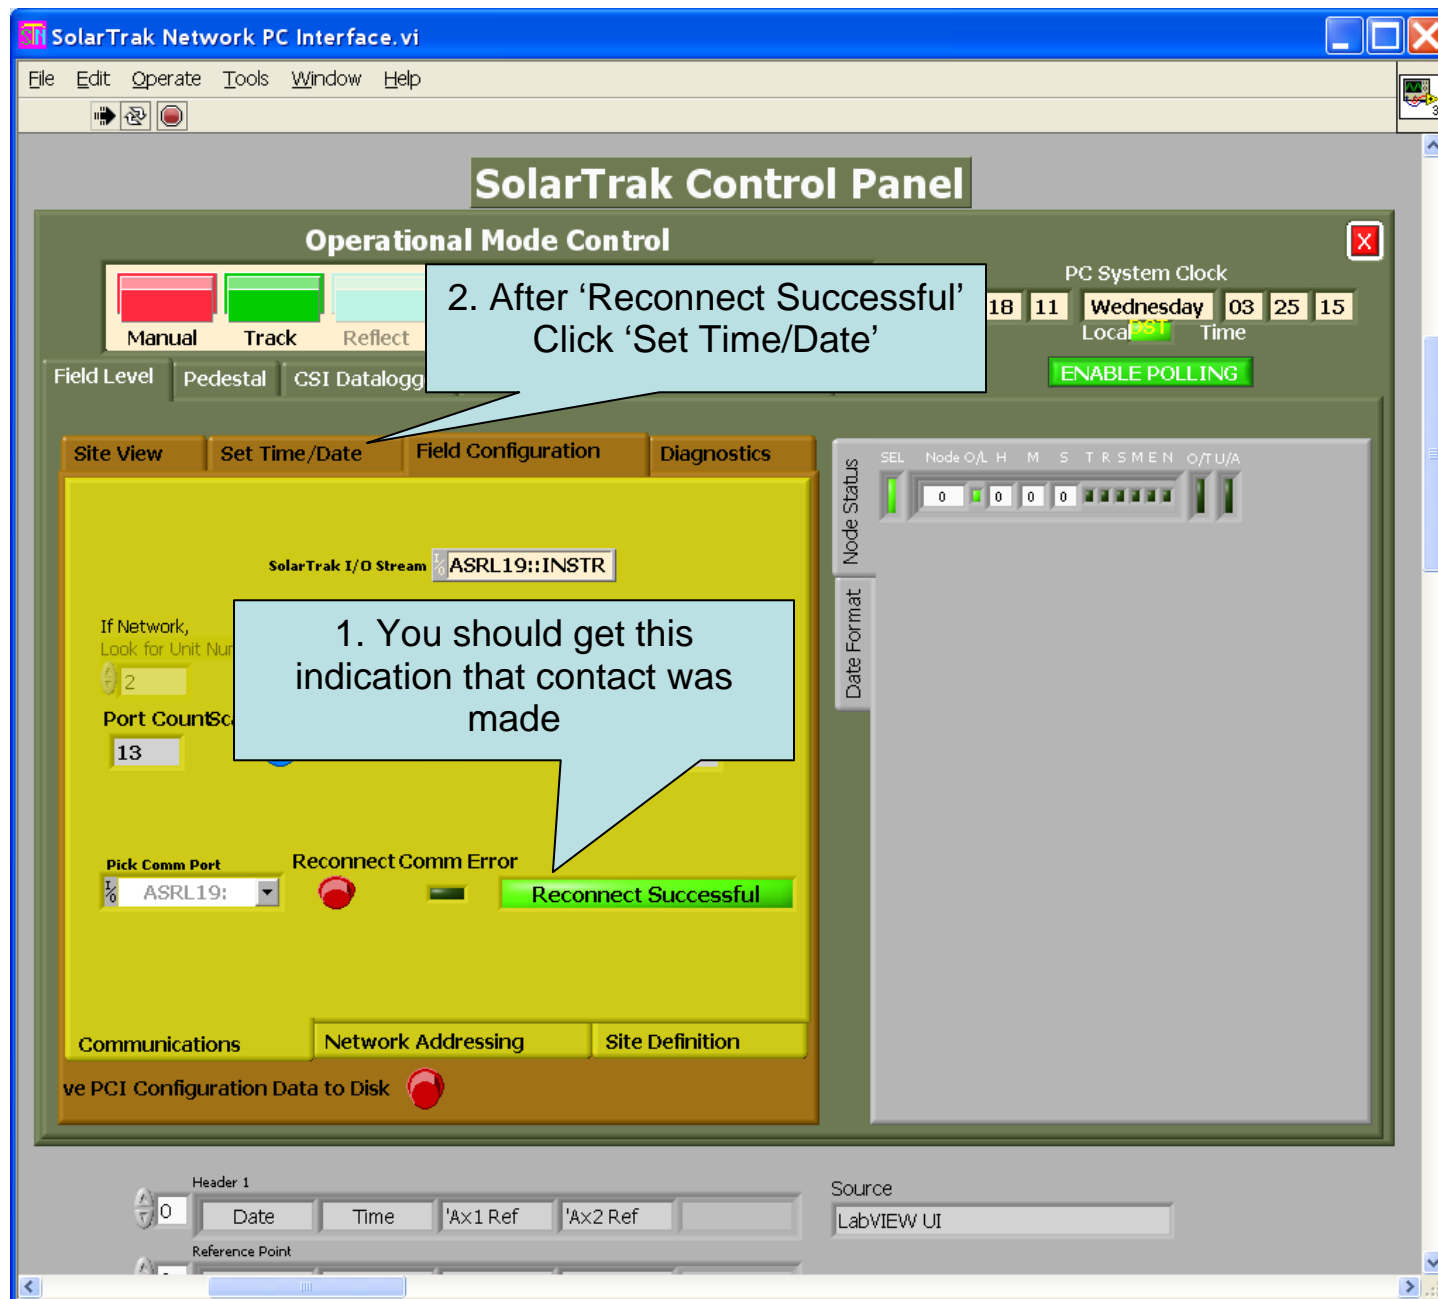 SolarTrak Network PC Interface.vi
File Edit Operate Tools Window Help
3
SolarTrak Control Panel
Operational Mode Control
X
Manual Track Reflect
2. After ‘Reconnect Successful’
Click ‘Set Time/Date’
PC System Clock
18 11 Wednesday 03 25 15
Local Time
ENABLE POLLING
Field Level Pedestal CSI Datalogg
Site View Set Time/Date Field Configuration Diagnostics
SolarTrak I/O Stream ASRL19::INSTR
If Network,
Look for Unit Nu
2
1. You should get this
indication that contact was
made
Port Count Sc
13
Pick Comm Port Reconnect Comm Error
ASRL19: Reconnect Successful
Communications Network Addressing Site Definition
ve PCI Configuration Data to Disk
Node Status
Date Format
SEL Node O/L H M S T R S M E N O/T U/A
0 0 0 0
Header 1
0 Date Time 'Ax1 Ref 'Ax2 Ref
Reference Point
Source
LabVIEW UI